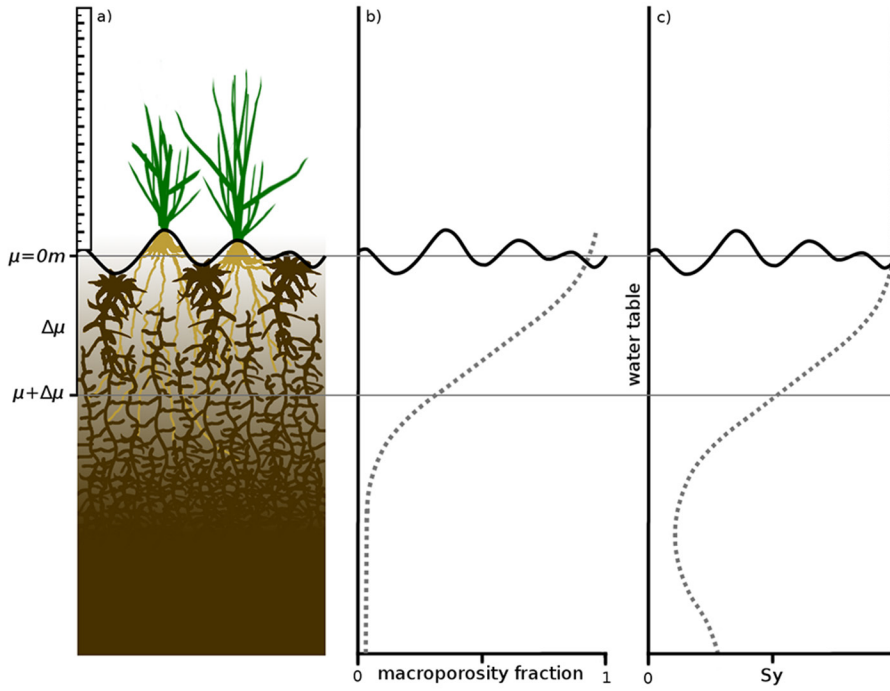 a)
b)
c)
μ=0m
Δμ
μ+Δμ
water table
0
macroporosity fraction
1
0
Sy